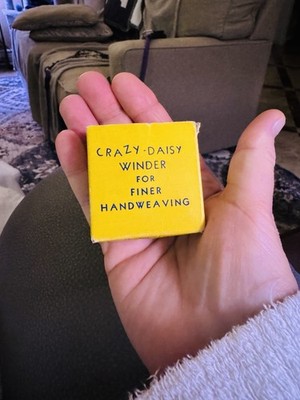 CRAZY-DAISY
WINDER
FOR
FINER
HANDWEAVING